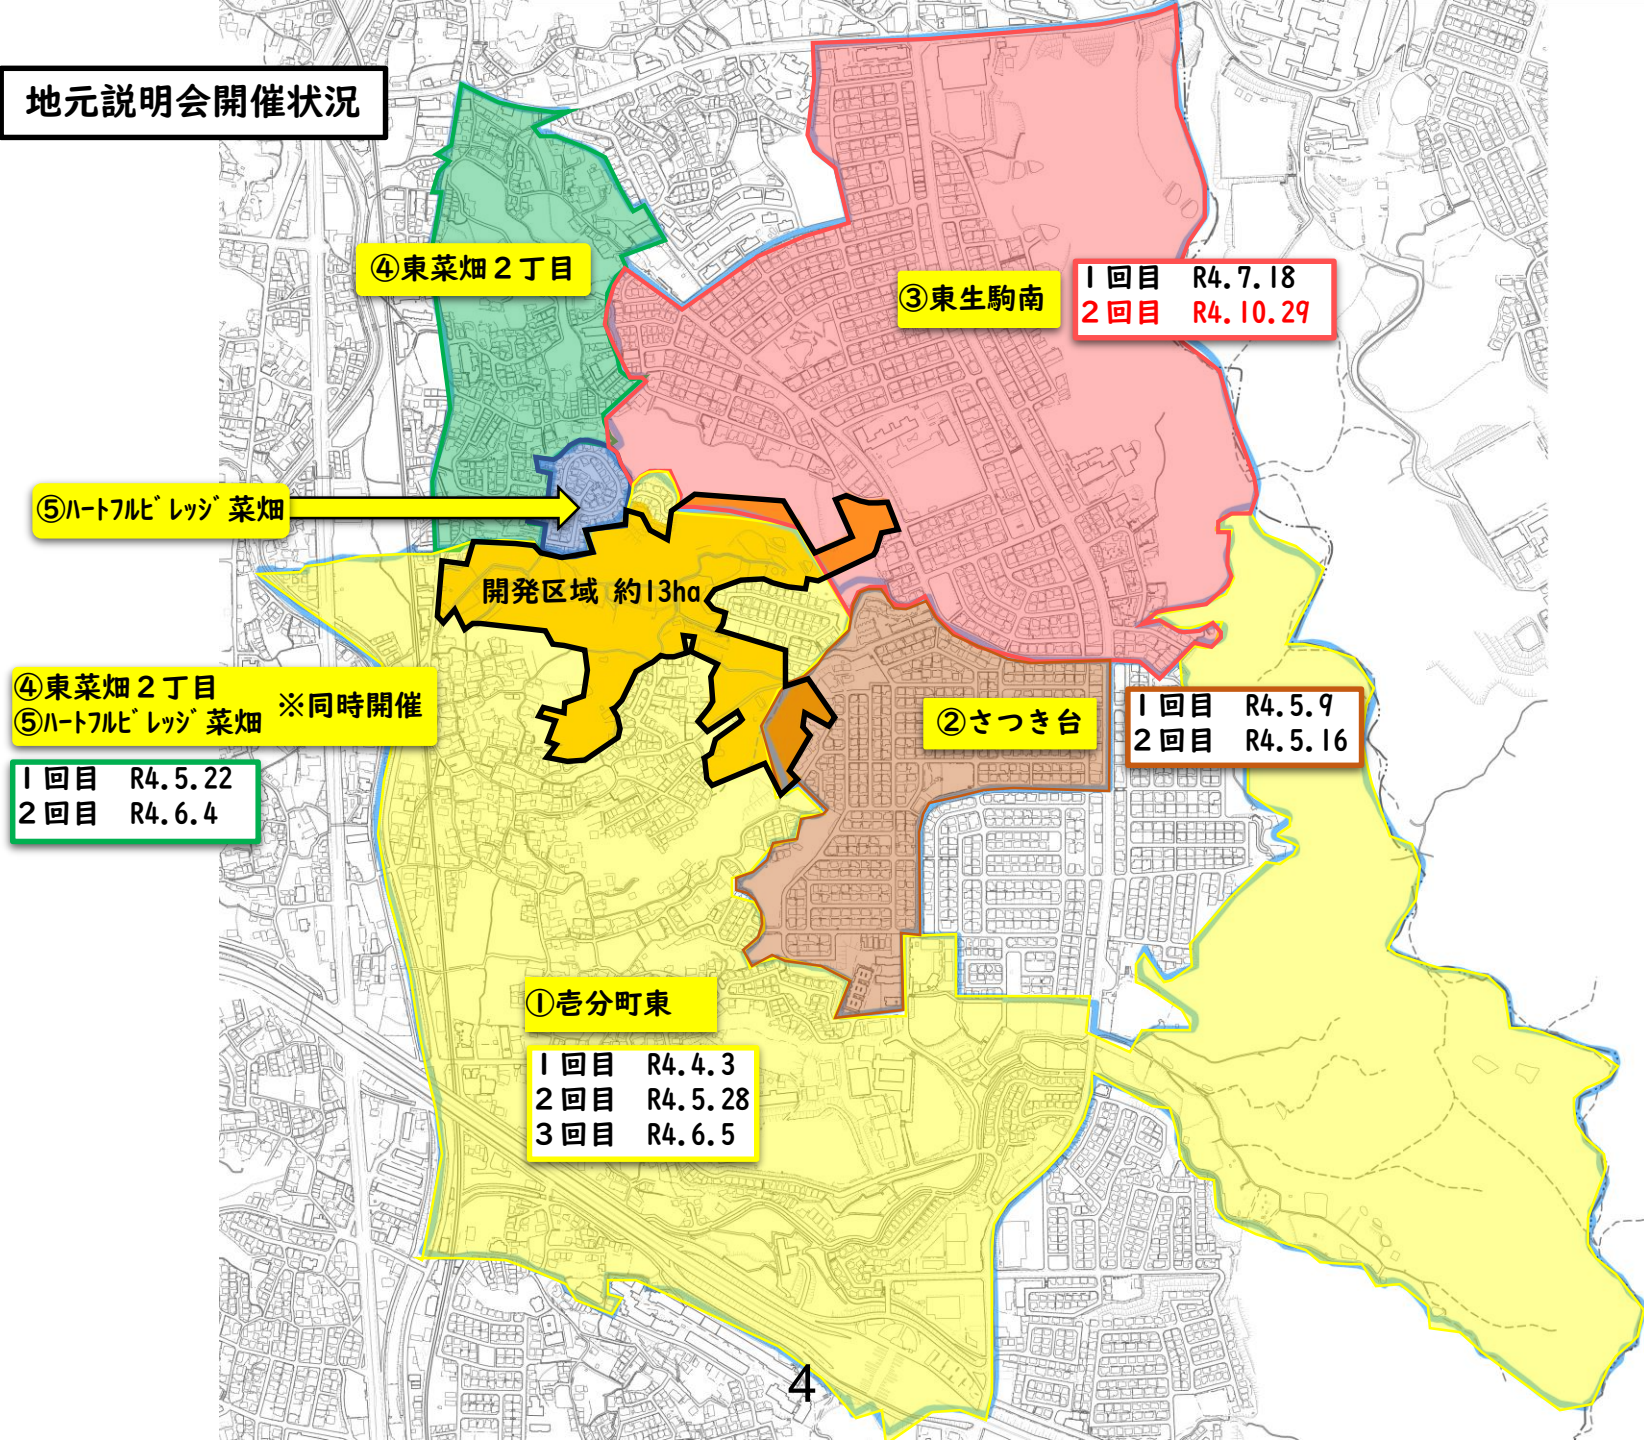 地元説明会開催状況
④東菜畑２丁目
③東生駒南
1回目 R4.7.18
2回目 R4.10.29
⑤ﾊｰﾄﾌﾙﾋﾞﾚｯｼﾞ菜畑
開発区域 約13ha
④東菜畑２丁目
⑤ﾊｰﾄﾌﾙﾋﾞﾚｯｼﾞ菜畑
※同時開催
1回目 R4.5.22
2回目 R4.6.4
②さつき台
1回目 R4.5.9
2回目 R4.5.16
①壱分町東
1回目 R4.4.3
2回目 R4.5.28
3回目 R4.6.5
4